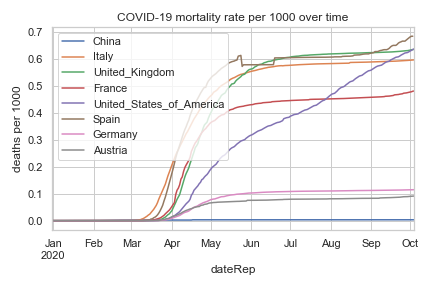 COVID-19 mortality rate per 1000 over time
deaths per 1000
0.7
0.6
0.5
0.4
0.3
0.2
0.1
0.0
China
Italy
United_Kingdom
France
United_States_of_America
Spain
Germany
Austria
Jan
2020
Feb
Mar
Apr
May
Jun
Jul
Aug
Sep
Oct
dateRep